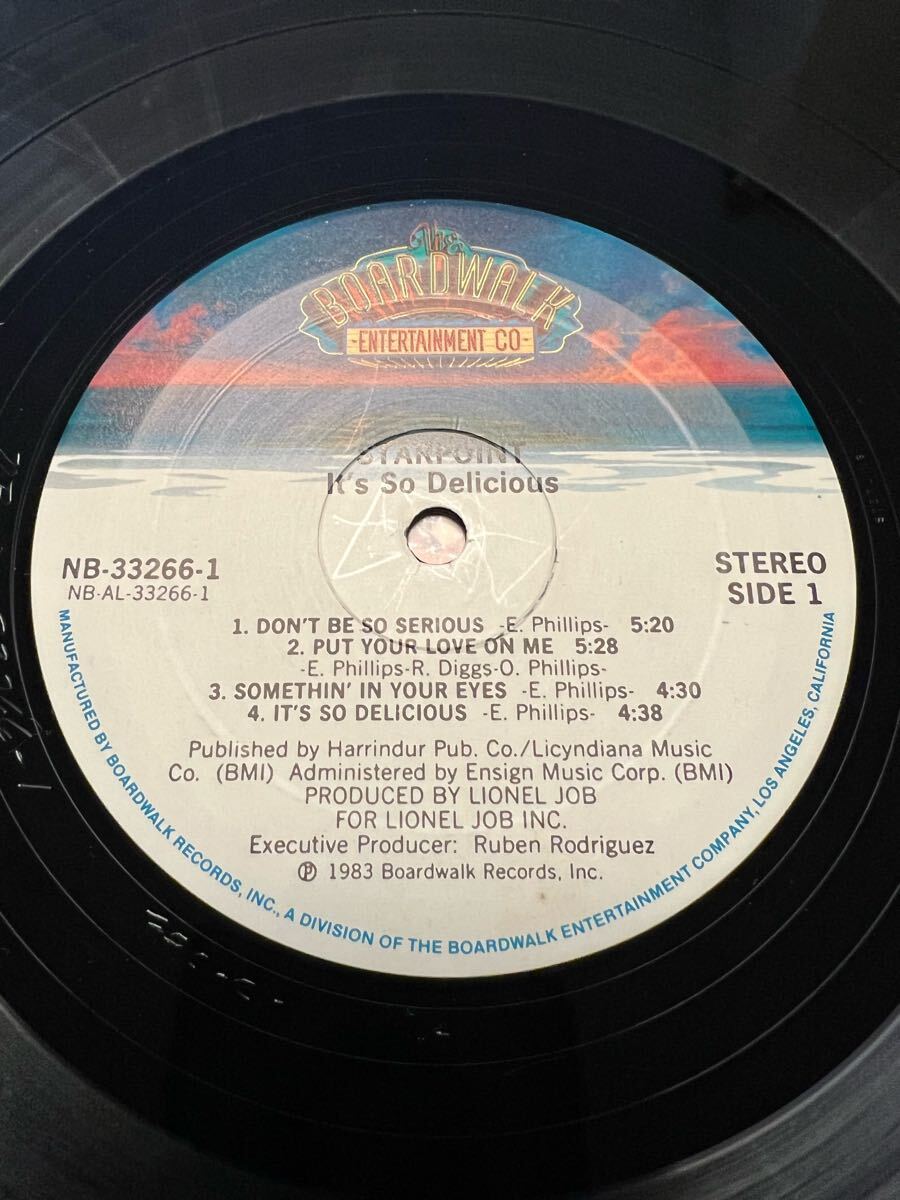 The
BOARDWALK
-ENTERTAINMENT CO-
STARPOINT
It's So Delicious
NB-33266-1
NB-AL-33266-1
STEREO
SIDE 1
1. DON'T BE SO SERIOUS -E. Phillips- 5:20
2. PUT YOUR LOVE ON ME 5:28
-E. Phillips-R. Diggs-O. Phillips-
3. SOMETHIN' IN YOUR EYES -E. Phillips- 4:30
4. IT'S SO DELICIOUS -E. Phillips- 4:38
Published by Harrindur Pub. Co./Licyndiana Music
Co. (BMI) Administered by Ensign Music Corp. (BMI)
PRODUCED BY LIONEL JOB
FOR LIONEL JOB INC.
Executive Producer: Ruben Rodriguez
℗ 1983 Boardwalk Records, Inc.
MANUFACTURED BY BOARDWALK RECORDS, INC., A DIVISION OF THE BOARDWALK ENTERTAINMENT COMPANY, LOS ANGELES, CALIFORNIA